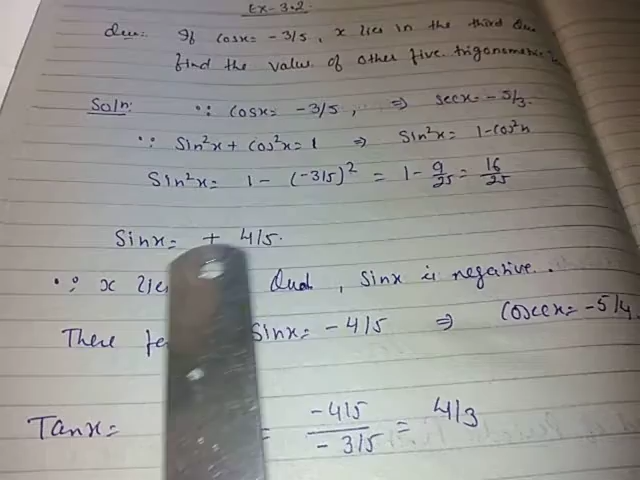 Ex-3.2
Que:- If cosx = -3/5, x lies in the third Qua
find the value of other five trigonometric
Soln: ∵ cosx = -3/5, ⇒ secx = -5/3.
∵ Sin²x + cos²x = 1 ⇒ Sin²x = 1-cos²x
Sin²x = 1 - (-3/5)² = 1 - 9/25 = 16/25
Sinx = ± 4/5.
∵ x lies Quad, Sinx is negative.
There fo Sinx = -4/5 ⇒ Cosecx = -5/4
Tanx = = -4/5 / -3/5 = 4/3